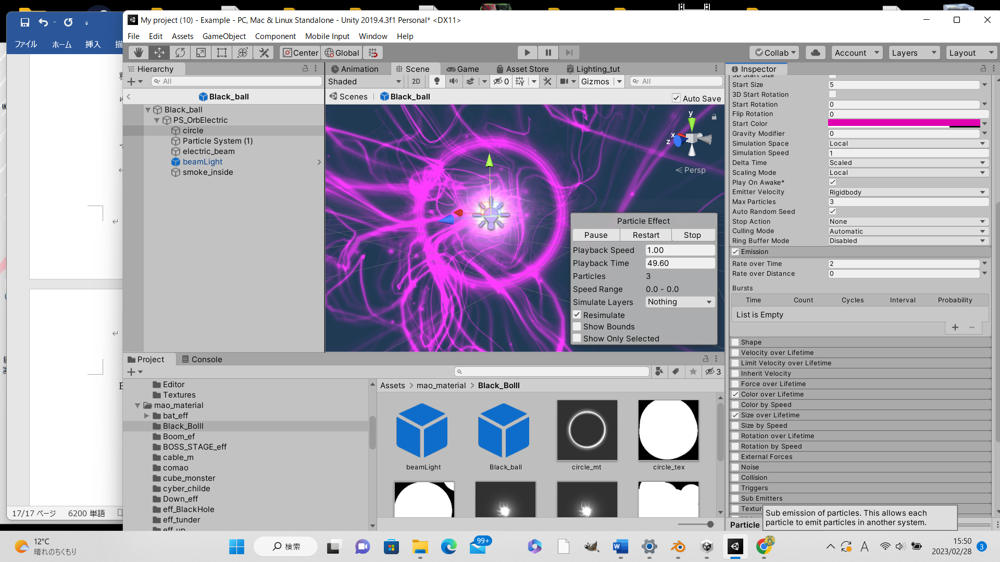 My project (10) - Example - PC, Mac & Linux Standalone - Unity 2019.4.3f1 Personal* <DX11>
ファイル ホーム 挿入 描
File Edit Assets GameObject Component Mobile Input Window Help
Center Global Collab Account Layers Layout
Hierarchy
All
Black_ball
Black_ball
PS_OrbElectric
circle
Particle System (1)
electric_beam
beamLight
smoke_inside
Animation Scene Game Asset Store Lighting_tut
Shaded 2D 0 Gizmos All
Scenes Black_ball Auto Save
y
x
z
Persp
Particle Effect
Pause Restart Stop
Playback Speed 1.00
Playback Time 49.60
Particles 3
Speed Range 0.0 - 0.0
Simulate Layers Nothing
Resimulate
Show Bounds
Show Only Selected
Inspector
3D Start Size
Start Size 5
3D Start Rotation
Start Rotation 0
Flip Rotation 0
Start Color
Gravity Modifier 0
Simulation Space Local
Simulation Speed 1
Delta Time Scaled
Scaling Mode Local
Play On Awake*
Emitter Velocity Rigidbody
Max Particles 3
Auto Random Seed
Stop Action None
Culling Mode Automatic
Ring Buffer Mode Disabled
Emission
Rate over Time 2
Rate over Distance 0
Bursts
Time Count Cycles Interval Probability
List is Empty
Shape
Velocity over Lifetime
Limit Velocity over Lifetime
Inherit Velocity
Force over Lifetime
Color over Lifetime
Color by Speed
Size over Lifetime
Size by Speed
Rotation over Lifetime
Rotation by Speed
External Forces
Noise
Collision
Triggers
Sub Emitters
Textur
Sub emission of particles. This allows each
particle to emit particles in another system.
Particle
Project Console
3
Editor
Textures
mao_material
bat_eff
Black_Bolll
Boom_ef
BOSS_STAGE_eff
cable_m
comao
cube_monster
cyber_childe
Down_eff
eff_BlackHole
eff_tunder
eff_up
Assets > mao_material > Black_Bolll
beamLight Black_ball circle_mt circle_tex
17/17 ページ 6200 単語
12°C
晴れのちくもり
検索
99+
A
15:50
2023/02/28
3